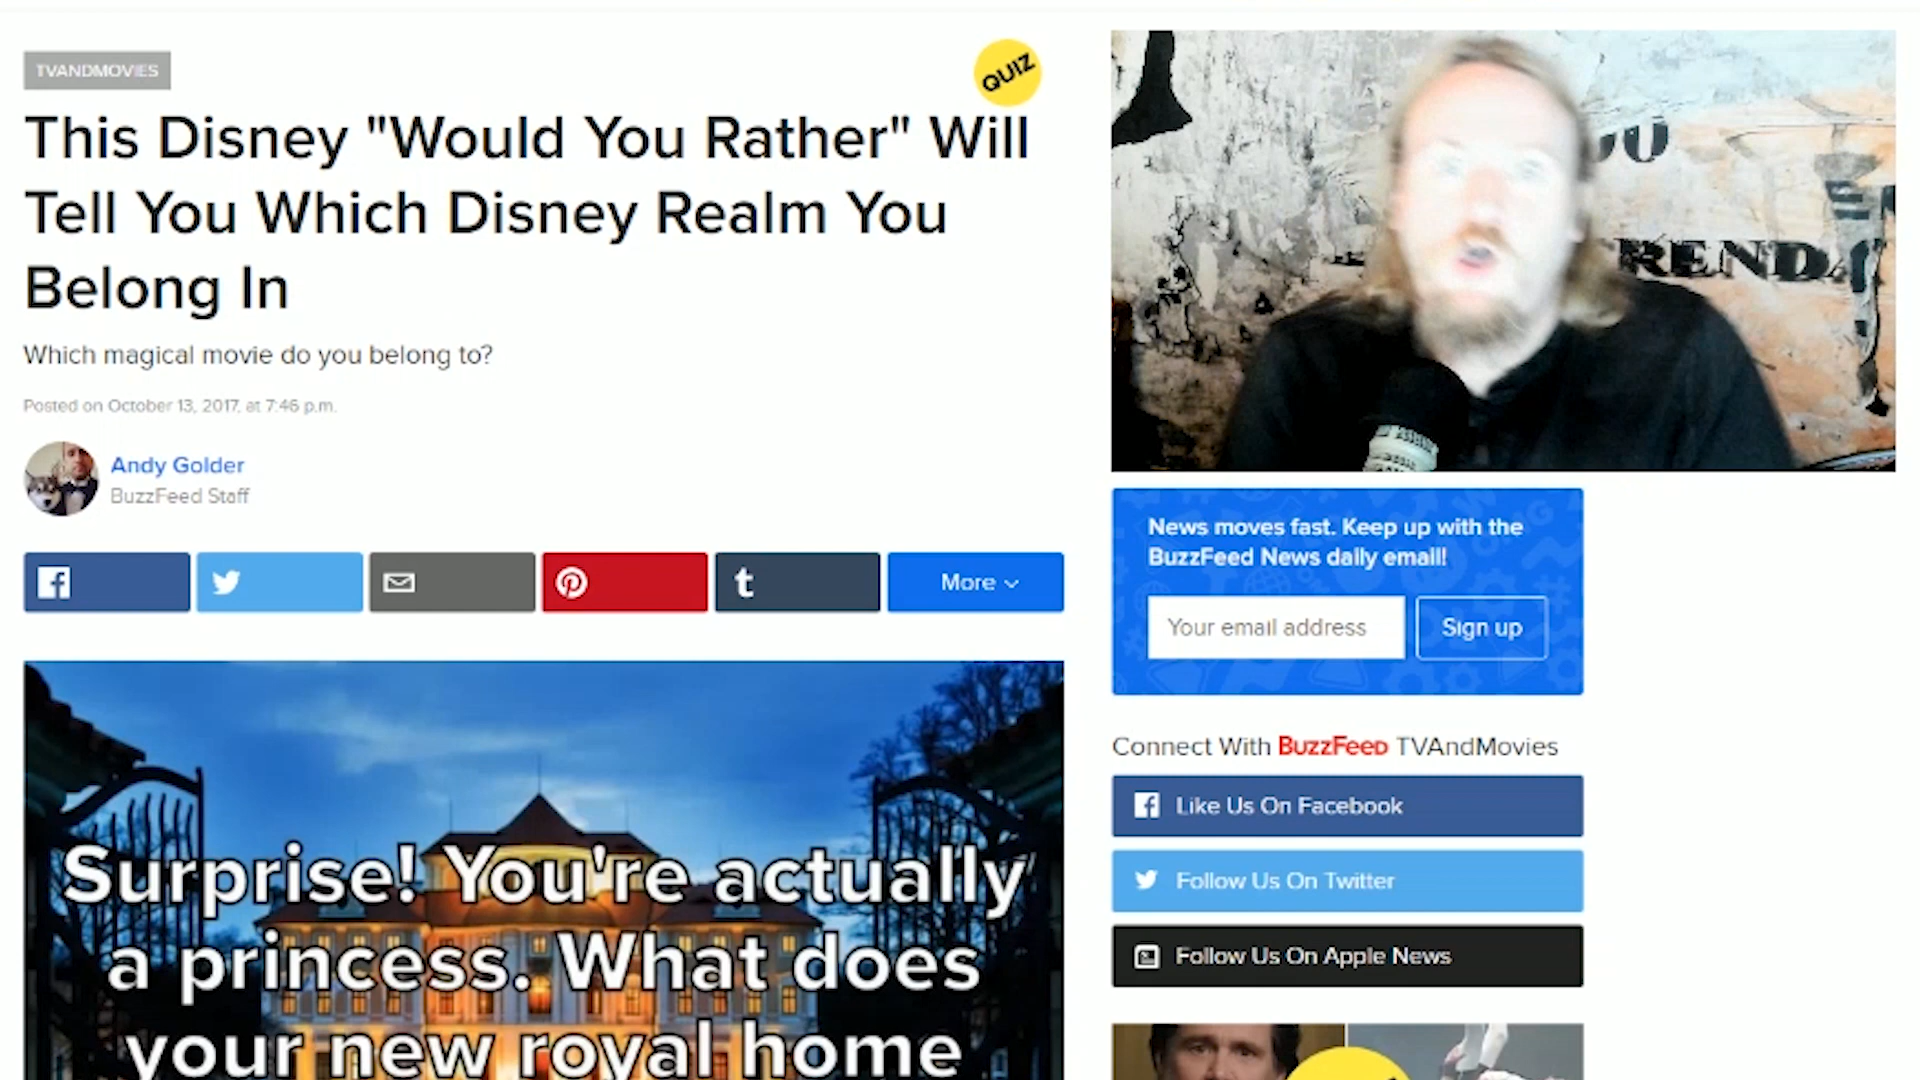 TVANDMOVIES
QUIZ
This Disney "Would You Rather" Will
Tell You Which Disney Realm You
Belong In
Which magical movie do you belong to?
Posted on October 13, 2017, at 7:46 p.m.
Andy Golder
BuzzFeed Staff
More
Surprise! You're actually
a princess. What does
your new royal home
News moves fast. Keep up with the
BuzzFeed News daily email!
Your email address
Sign up
Connect With BuzzFeed TVAndMovies
Like Us On Facebook
Follow Us On Twitter
Follow Us On Apple News